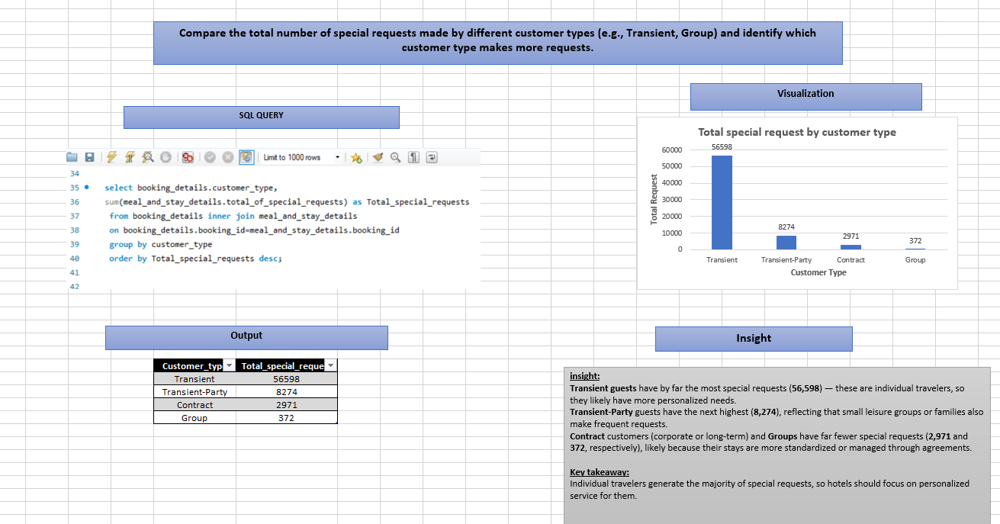 Compare the total number of special requests made by different customer types (e.g., Transient, Group) and identify which
customer type makes more requests.
SQL QUERY
Limit to 1000 rows
34
35 select booking_details.customer_type,
36 sum(meal_and_stay_details.total_of_special_requests) as Total_special_requests
37 from booking_details inner join meal_and_stay_details
38 on booking_details.booking_id=meal_and_stay_details.booking_id
39 group by customer_type
40 order by Total_special_requests desc;
41
42
Visualization
Total special request by customer type
Total Request
60000
50000
40000
30000
20000
10000
0
56598
8274
2971
372
Transient Transient-Party Contract Group
Customer Type
Output
Customer_typ Total_special_reque
Transient 56598
Transient-Party 8274
Contract 2971
Group 372
Insight
insight:
Transient guests have by far the most special requests (56,598) — these are individual travelers, so
they likely have more personalized needs.
Transient-Party guests have the next highest (8,274), reflecting that small leisure groups or families also
make frequent requests.
Contract customers (corporate or long-term) and Groups have far fewer special requests (2,971 and
372, respectively), likely because their stays are more standardized or managed through agreements.
Key takeaway:
Individual travelers generate the majority of special requests, so hotels should focus on personalized
service for them.